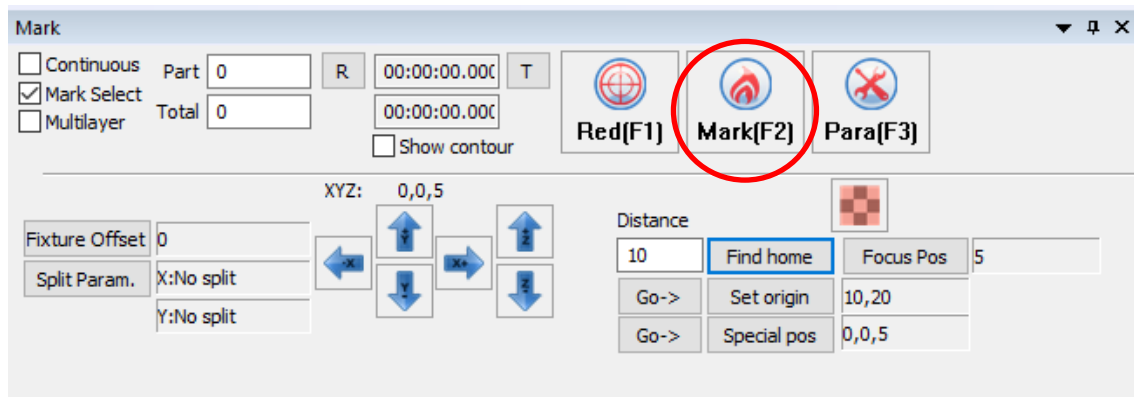 Mark
Continuous Part 0 R 00:00:00.000 T Red(F1) Mark(F2) Para(F3)
Mark Select
Multilayer Total 0 00:00:00.000
Show contour
XYZ: 0,0,5
Distance
Fixture Offset 0 -X Y+ X+ Z+ 10 Find home Focus Pos 5
Split Param. X:No split Y- Z- Go-> Set origin 10,20
Y:No split Go-> Special pos 0,0,5